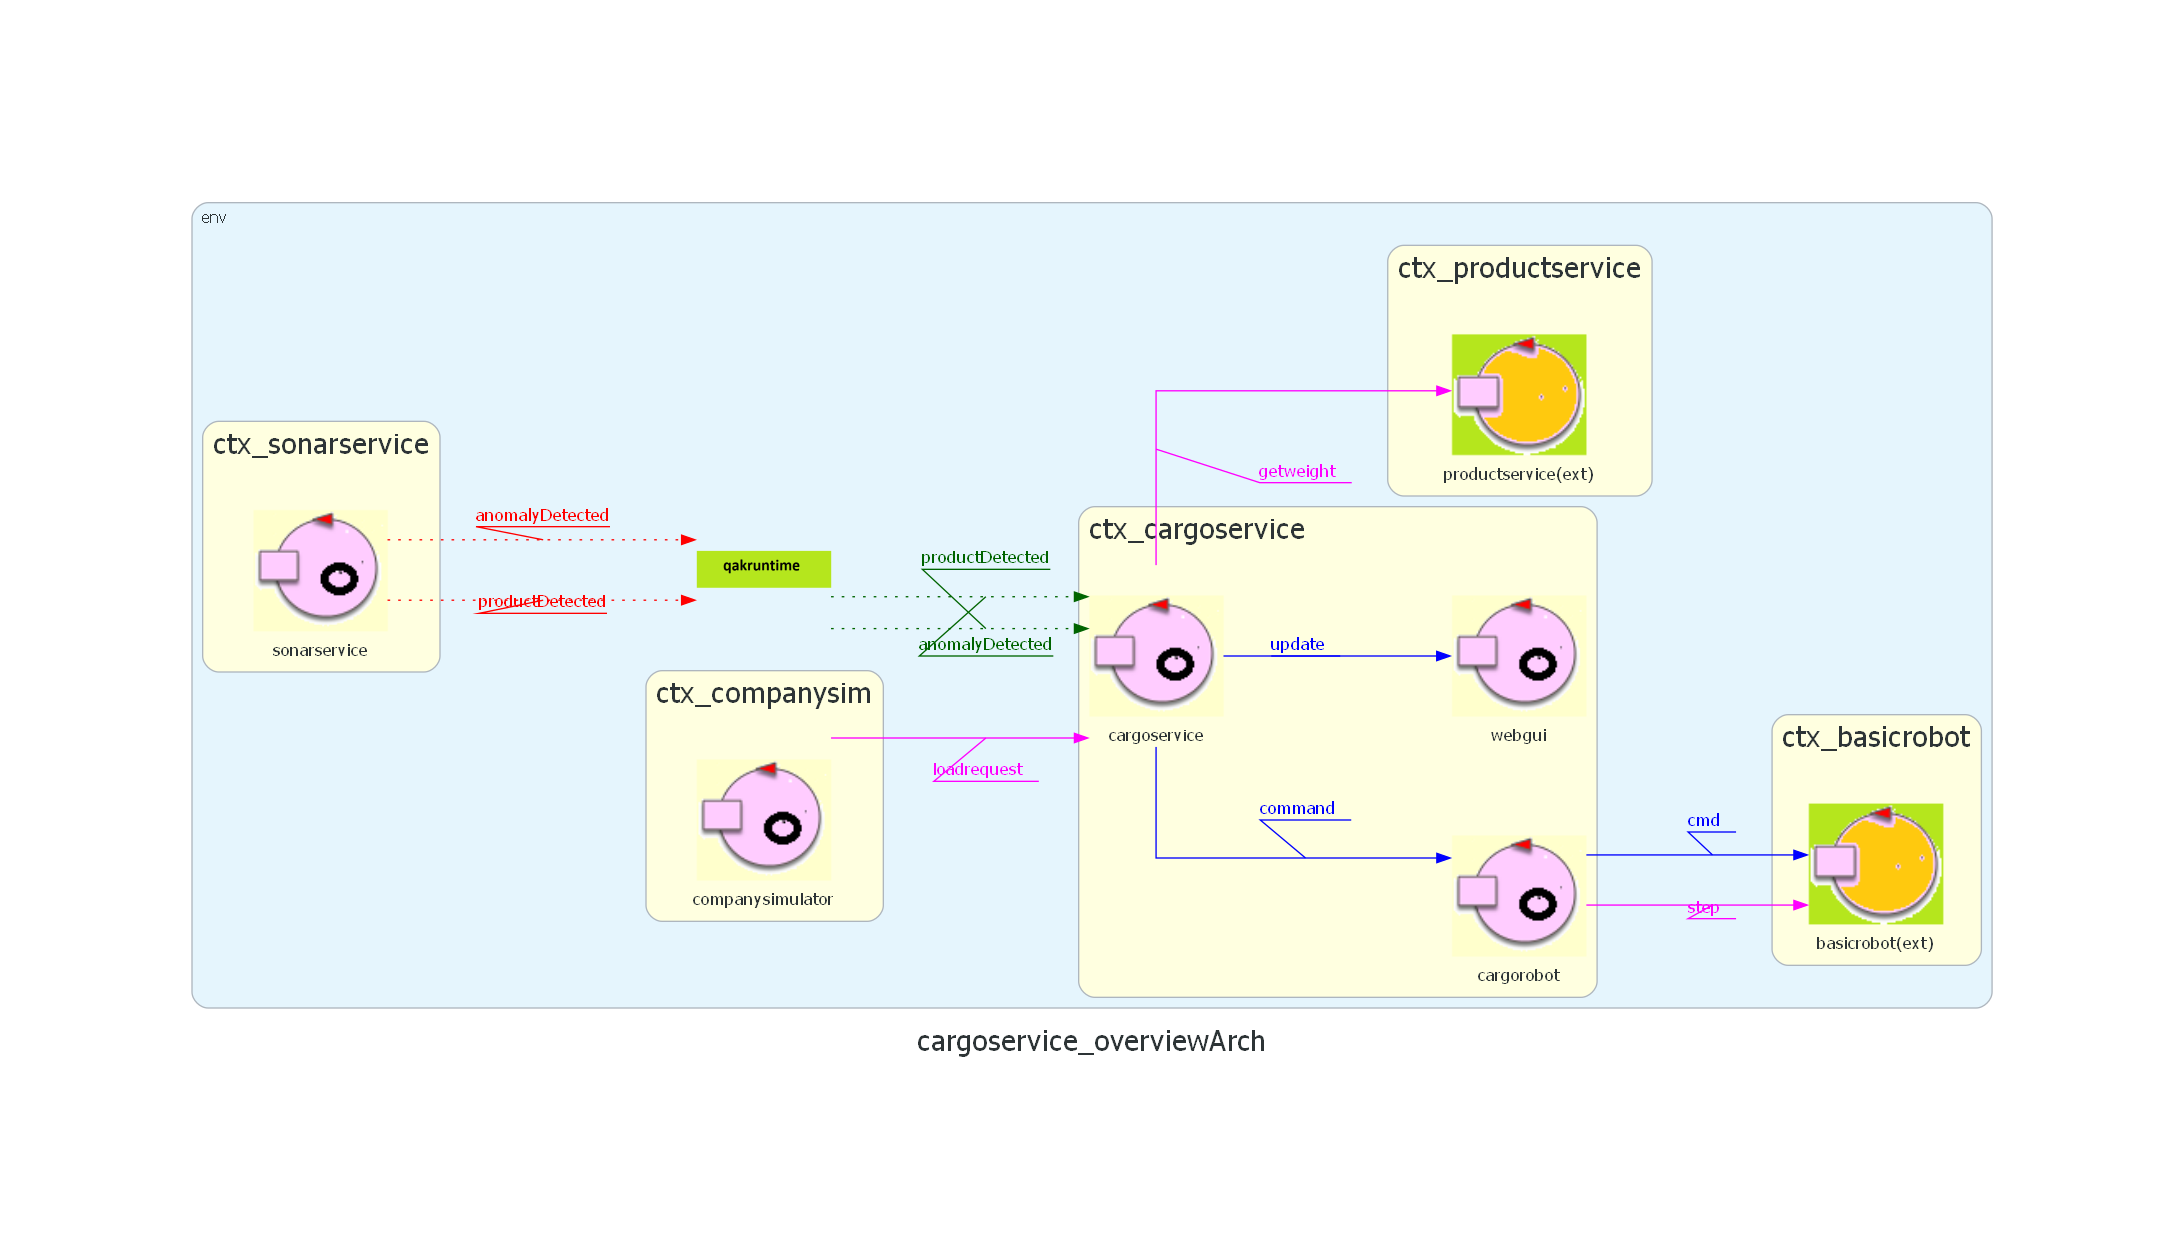 env
ctx_productservice
productservice(ext)
getweight
ctx_sonarservice
sonarservice
anomalyDetected
productDetected
qakruntime
productDetected
anomalyDetected
ctx_cargoservice
cargoservice
update
webgui
ctx_companysim
companysimulator
loadrequest
command
cargorobot
ctx_basicrobot
cmd
step
basicrobot(ext)
cargoservice_overviewArch